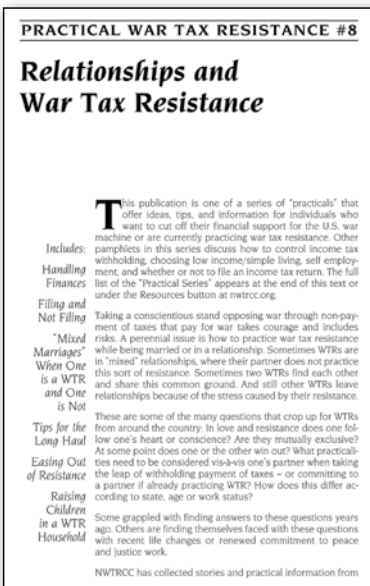 PRACTICAL WAR TAX RESISTANCE #8
Relationships and
War Tax Resistance
This publication is one of a series of "practicals" that
offer ideas, tips, and information for individuals who
want to cut off their financial support for the U.S. war
machine or are currently practicing war tax resistance. Other
pamphlets in this series discuss how to control income tax
withholding, choosing low income/simple living, self employ-
ment, and whether or not to file an income tax return. The full
list of the "Practical Series" appears at the end of this text or
under the Resources button at nwtrcc.org.
Taking a conscientious stand opposing war through non-pay-
ment of taxes that pay for war takes courage and includes
risks. A perennial issue is how to practice war tax resistance
while being married or in a relationship. Sometimes WTRs are
in "mixed" relationships, where their partner does not practice
this sort of resistance. Sometimes two WTRs find each other
and share this common ground. And still other WTRs leave
relationships because of the stress caused by their resistance.
These are some of the many questions that crop up for WTRs
from around the country: In love and resistance does one fol-
low one's heart or conscience? Are they mutually exclusive?
At some point does one or the other win out? What practicali-
ties need to be considered vis-à-vis one's partner when taking
the leap of withholding payment of taxes – or committing to
a partner if already practicing WTR? How does this differ ac-
cording to state, age or work status?
Some grappled with finding answers to these questions years
ago. Others are finding themselves faced with these questions
with recent life changes or renewed commitment to peace
and justice work.
NWTRCC has collected stories and practical information from
Includes:
Handling
Finances
Filing and
Not Filing
"Mixed
Marriages"
When One
is a WTR
and One
is Not
Tips for the
Long Haul
Easing Out
of Resistance
Raising
Children
in a WTR
Household